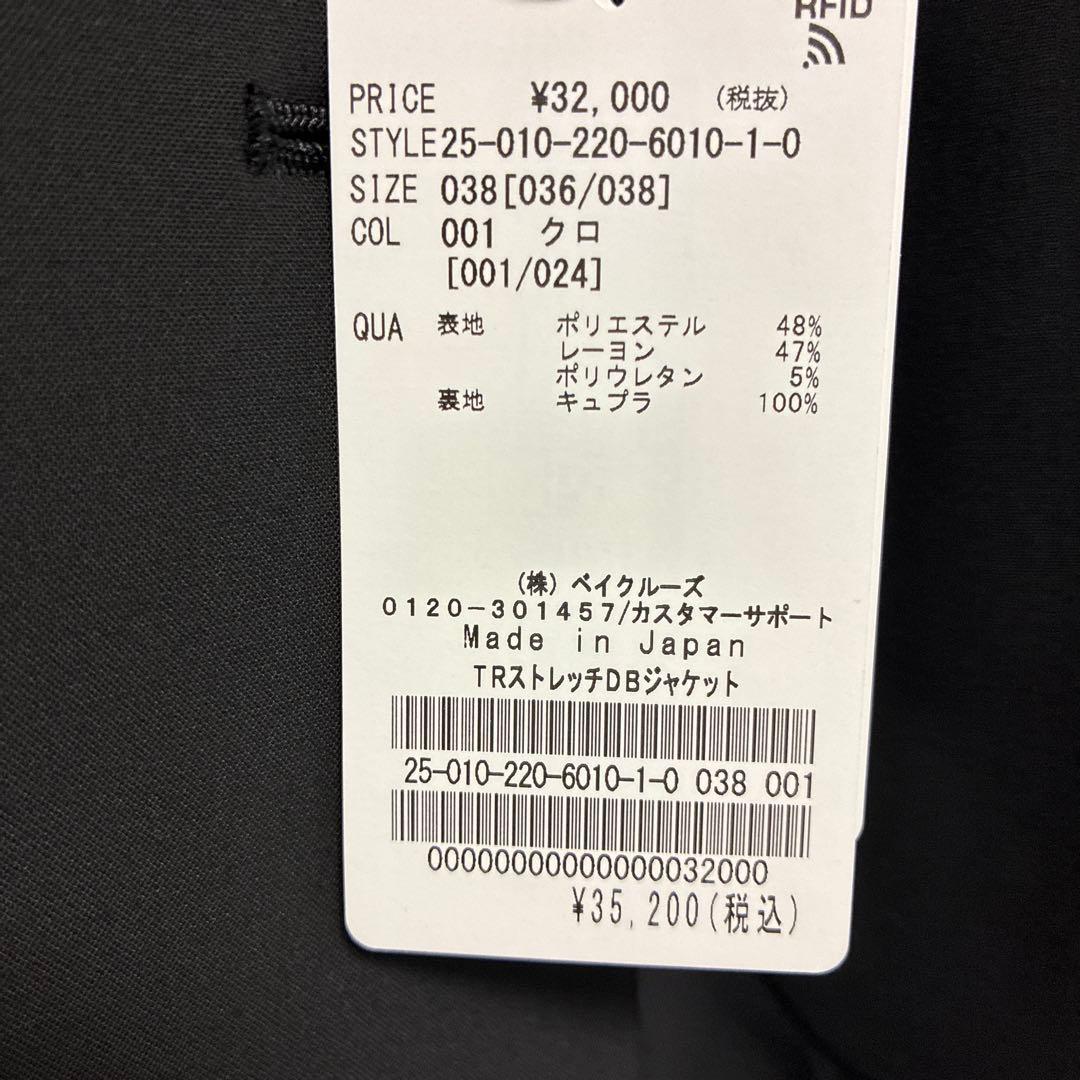 RFID
PRICE ¥32,000 (税抜)
STYLE25-010-220-6010-1-0
SIZE 038[036/038]
COL 001 クロ
[001/024]
QUA 表地 ポリエステル 48%
レーヨン 47%
ポリウレタン 5%
裏地 キュプラ 100%
(株)ベイクルーズ
0120-301457/カスタマーサポート
Made in Japan
TRストレッチDBジャケット
25-010-220-6010-1-0 038 001
00000000000000032000
¥35,200(税込)